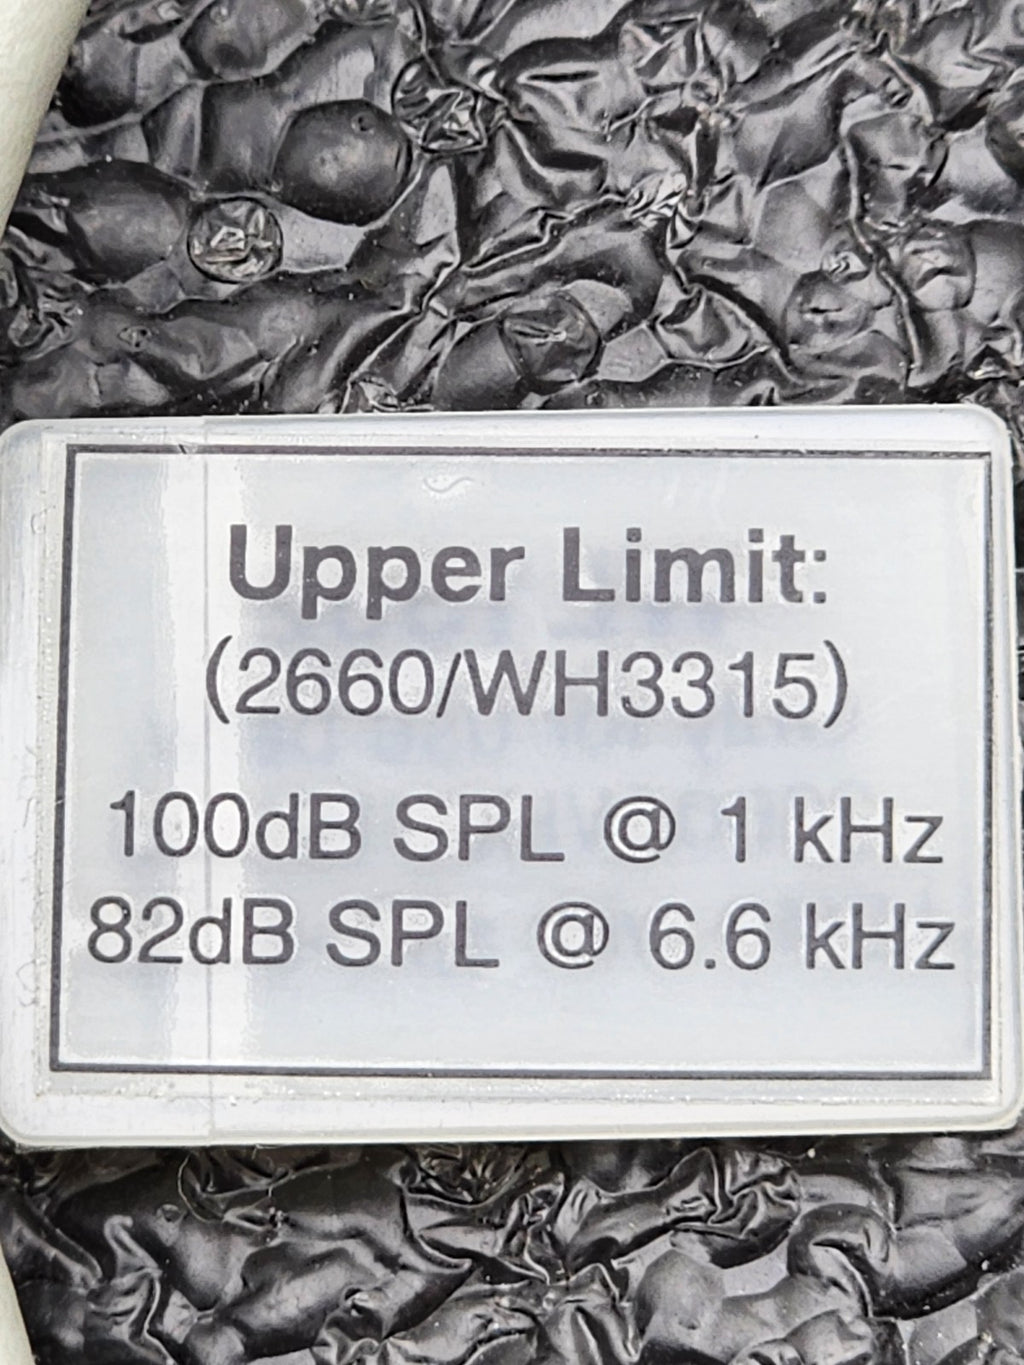 Upper Limit:
(2660/WH3315)
100dB SPL @ 1 kHz
82dB SPL @ 6.6 kHz